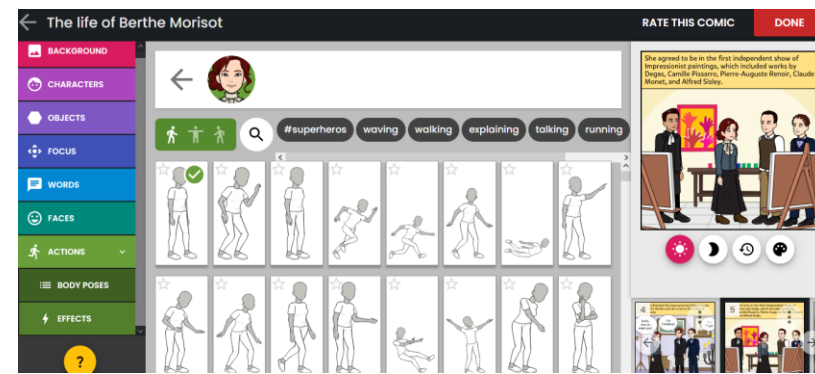 The life of Berthe Morisot
RATE THIS COMIC
DONE
BACKGROUND
CHARACTERS
OBJECTS
FOCUS
WORDS
FACES
ACTIONS
BODY POSES
EFFECTS
?
#superheros
waving
walking
explaining
talking
running
She agreed to be in the first independent show of
Impressionist paintings, which included works by
Degas, Camille Pissarro, Pierre-Auguste Renoir, Claude
Monet, and Alfred Sisley.
4
5